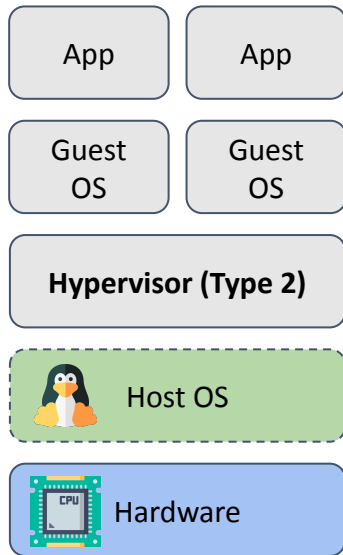 App App
Guest Guest
OS OS
Hypervisor (Type 2)
Host OS
CPU
Hardware